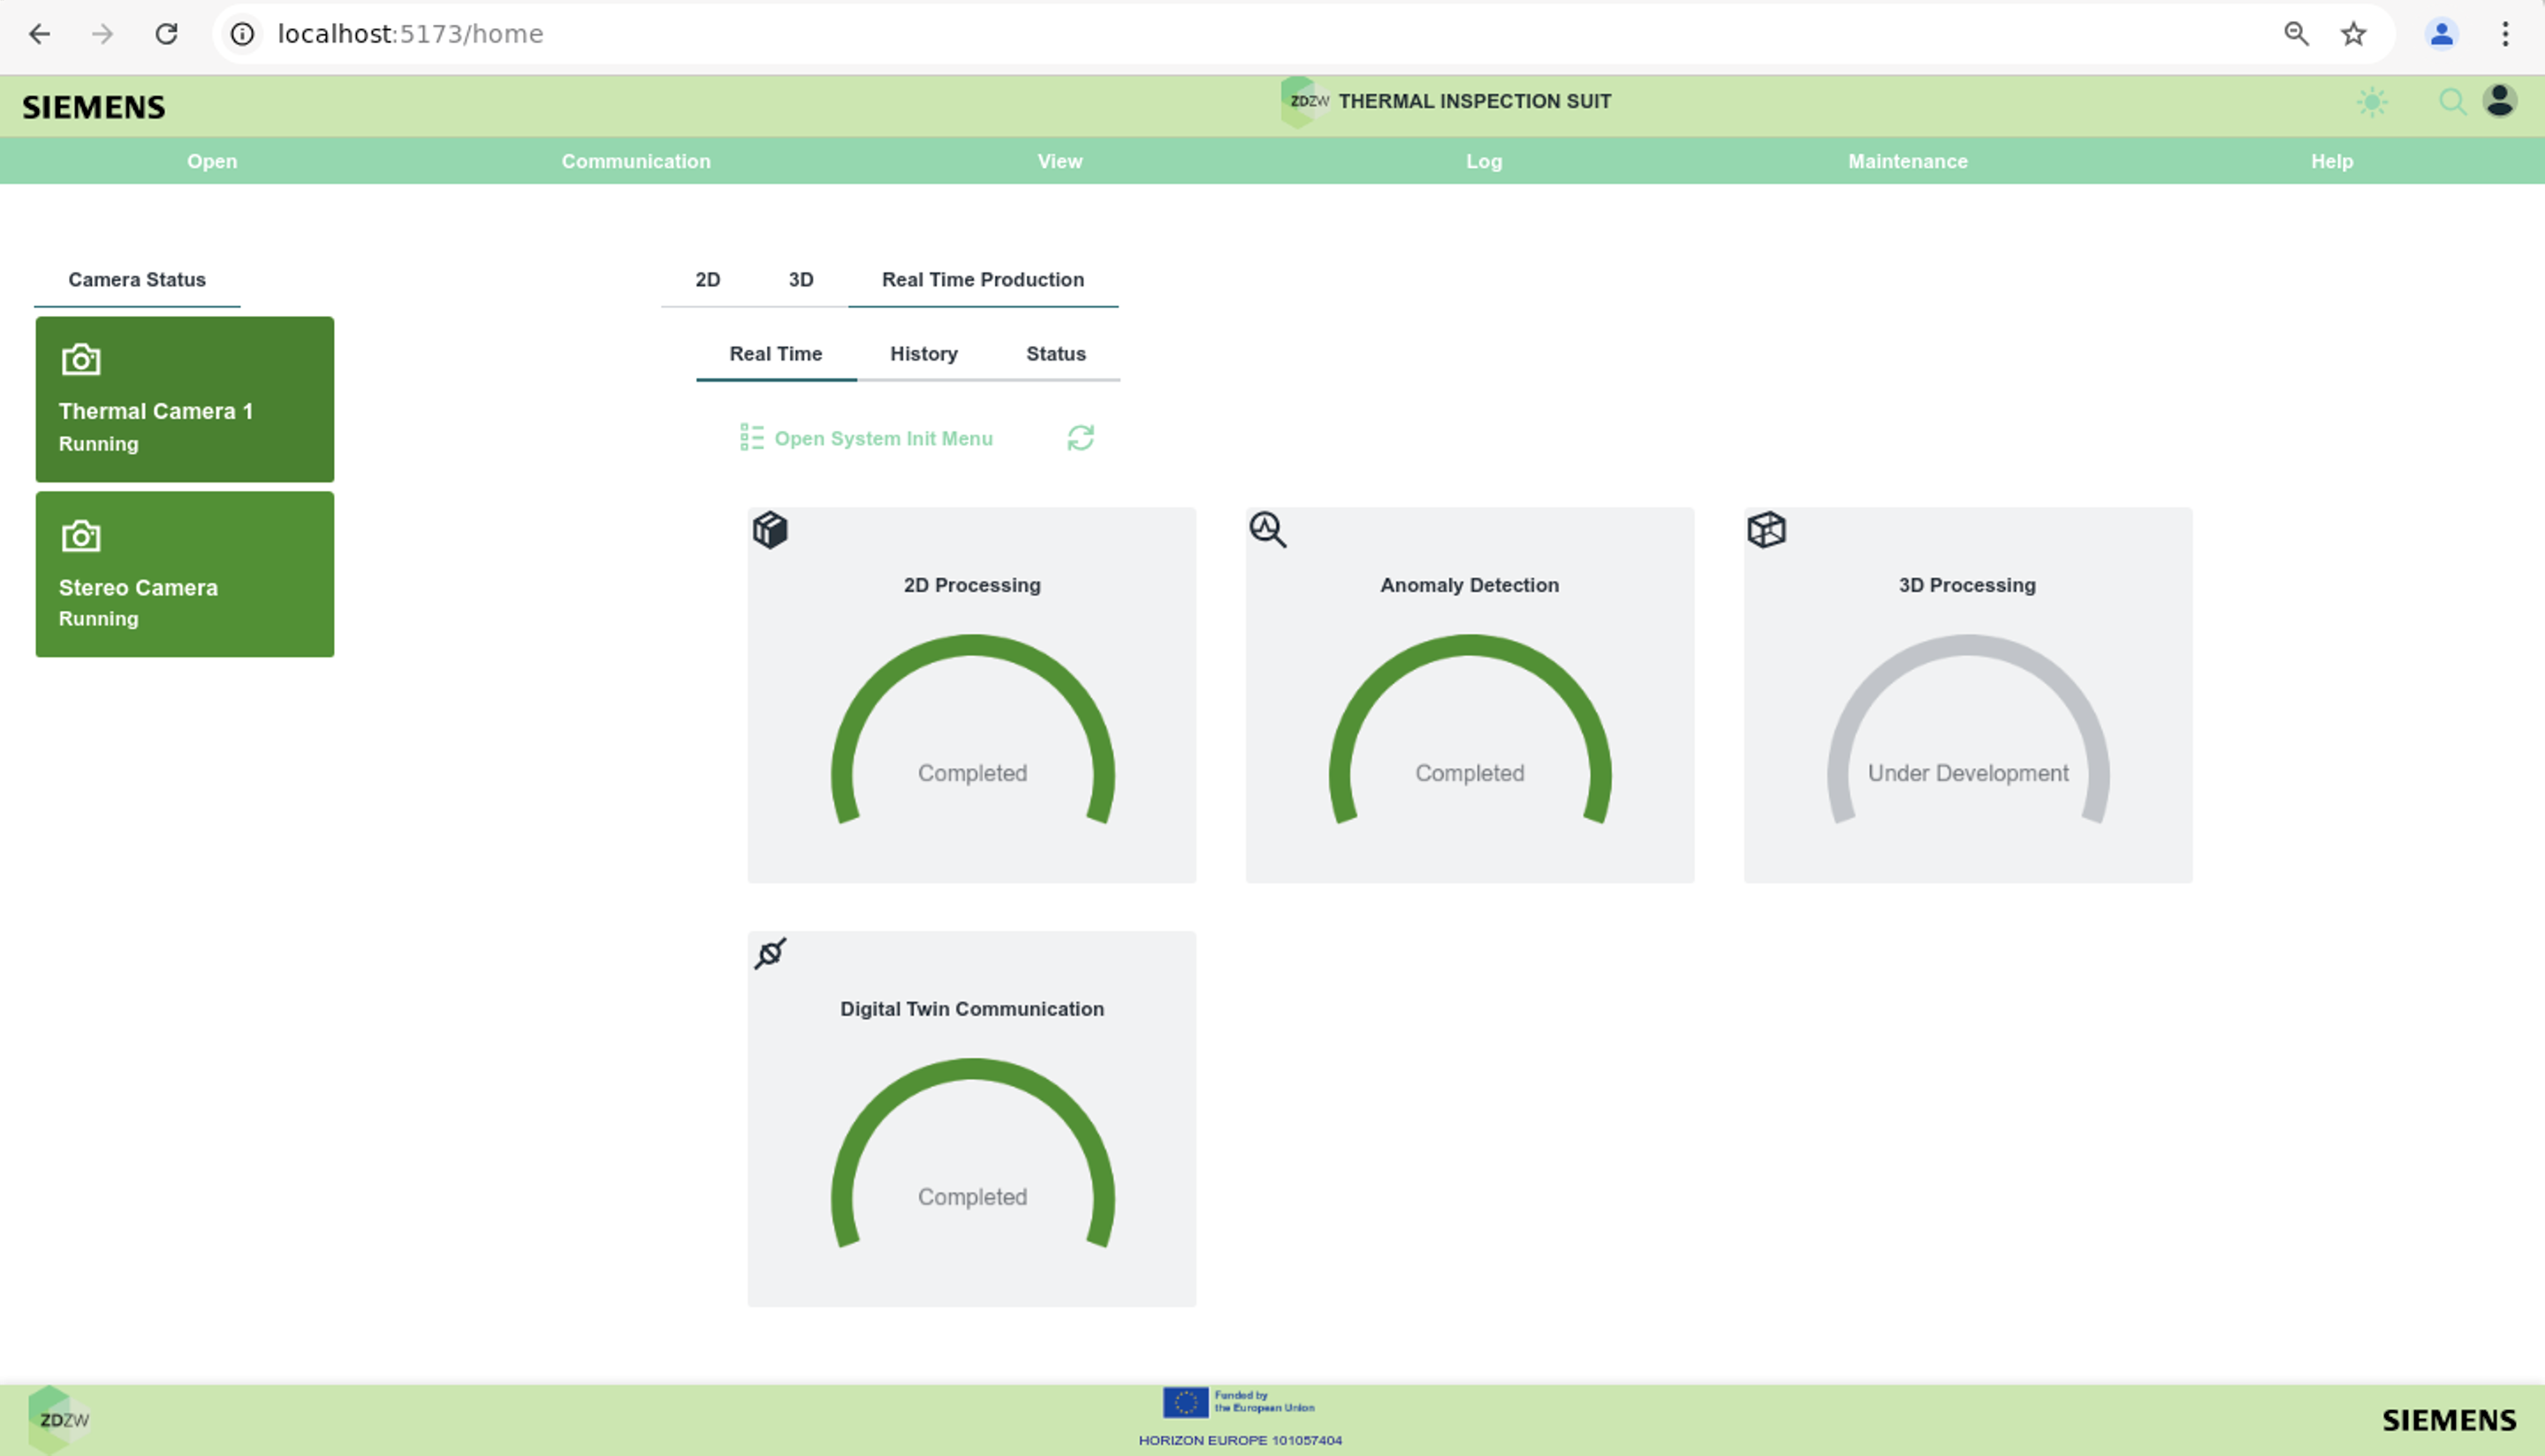 localhost:5173/home
SIEMENS
ZDZW THERMAL INSPECTION SUIT
Open Communication View Log Maintenance Help
Camera Status
2D 3D Real Time Production
Thermal Camera 1
Running
Stereo Camera
Running
Real Time History Status
Open System Init Menu
2D Processing
Completed
Anomaly Detection
Completed
3D Processing
Under Development
Digital Twin Communication
Completed
ZDZW
Funded by
the European Union
HORIZON EUROPE 101057404
SIEMENS